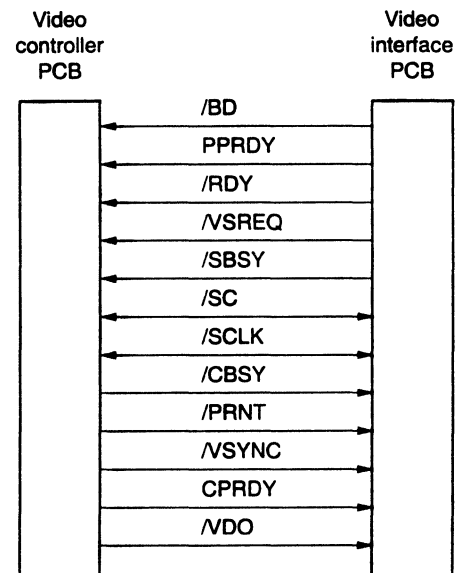 Video
controller
PCB
Video
interface
PCB
/BD
PPRDY
/RDY
/VSREQ
/SBSY
/SC
/SCLK
/CBSY
/PRNT
/VSYNC
CPRDY
/VDO